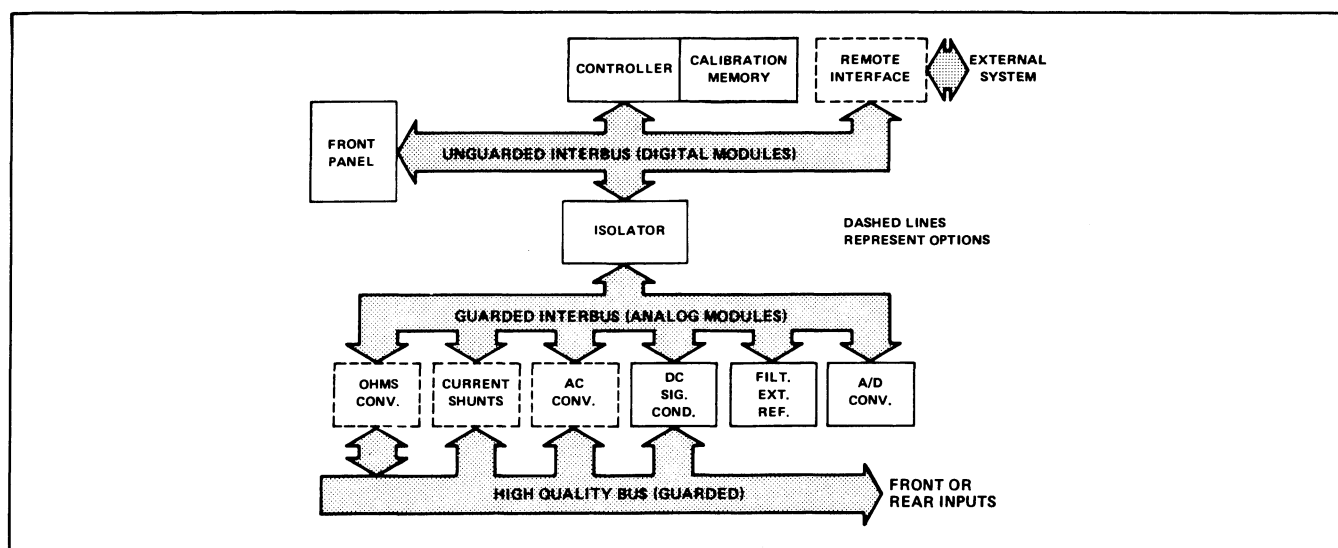 CONTROLLER
CALIBRATION
MEMORY
REMOTE
INTERFACE
EXTERNAL
SYSTEM
FRONT
PANEL
UNGUARDED INTERBUS (DIGITAL MODULES)
ISOLATOR
DASHED LINES
REPRESENT OPTIONS
GUARDED INTERBUS (ANALOG MODULES)
OHMS
CONV.
CURRENT
SHUNTS
AC
CONV.
DC
SIG.
COND.
FILT.
EXT.
REF.
A/D
CONV.
HIGH QUALITY BUS (GUARDED)
FRONT OR
REAR INPUTS